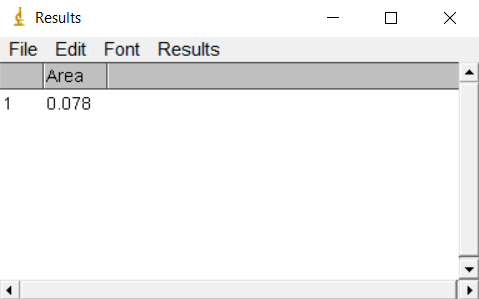 Results
File Edit Font Results
Area
1 0.078